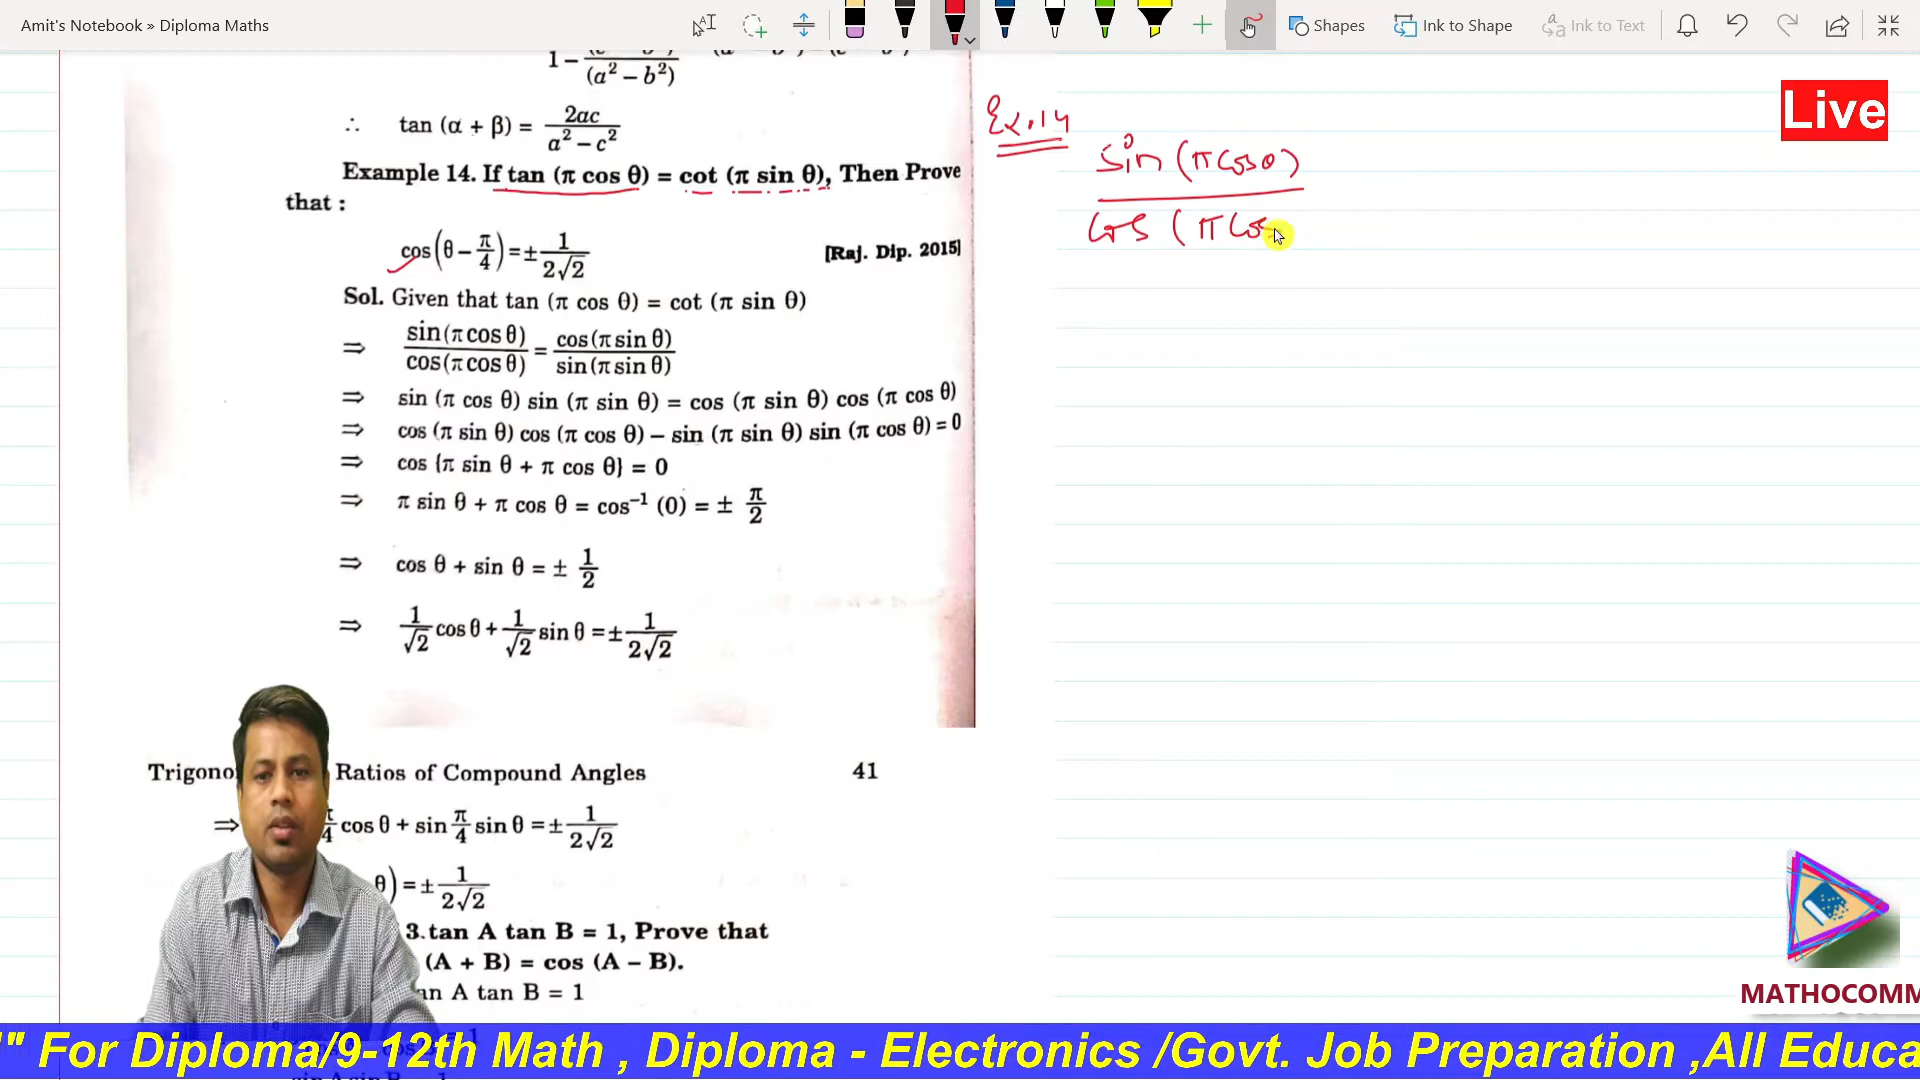 Amit's Notebook » Diploma Maths
Shapes
Ink to Shape
Ink to Text
Live
1 − (a² − b²)
∴ tan (α + β) = 2ac / a² − c²
Example 14. If tan (π cos θ) = cot (π sin θ), Then Prove
that :
cos(θ − π/4) = ± 1/2√2 [Raj. Dip. 2015]
Sol. Given that tan (π cos θ) = cot (π sin θ)
⇒ sin(π cos θ)/cos(π cos θ) = cos(π sin θ)/sin(π sin θ)
⇒ sin (π cos θ) sin (π sin θ) = cos (π sin θ) cos (π cos θ)
⇒ cos (π sin θ) cos (π cos θ) − sin (π sin θ) sin (π cos θ) = 0
⇒ cos {π sin θ + π cos θ} = 0
⇒ π sin θ + π cos θ = cos⁻¹ (0) = ± π/2
⇒ cos θ + sin θ = ± 1/2
⇒ 1/√2 cos θ + 1/√2 sin θ = ± 1/2√2
Ratios of Compound Angles 41
⇒ cos θ + sin π/4 sin θ = ± 1/2√2
θ) = ± 1/2√2
3. tan A tan B = 1, Prove that
(A + B) = cos (A − B).
an A tan B = 1
Ex.14
sin (π cos θ)
cos (π cos
MATHOCOMM
" For Diploma/9-12th Math , Diploma - Electronics /Govt. Job Preparation ,All Educa